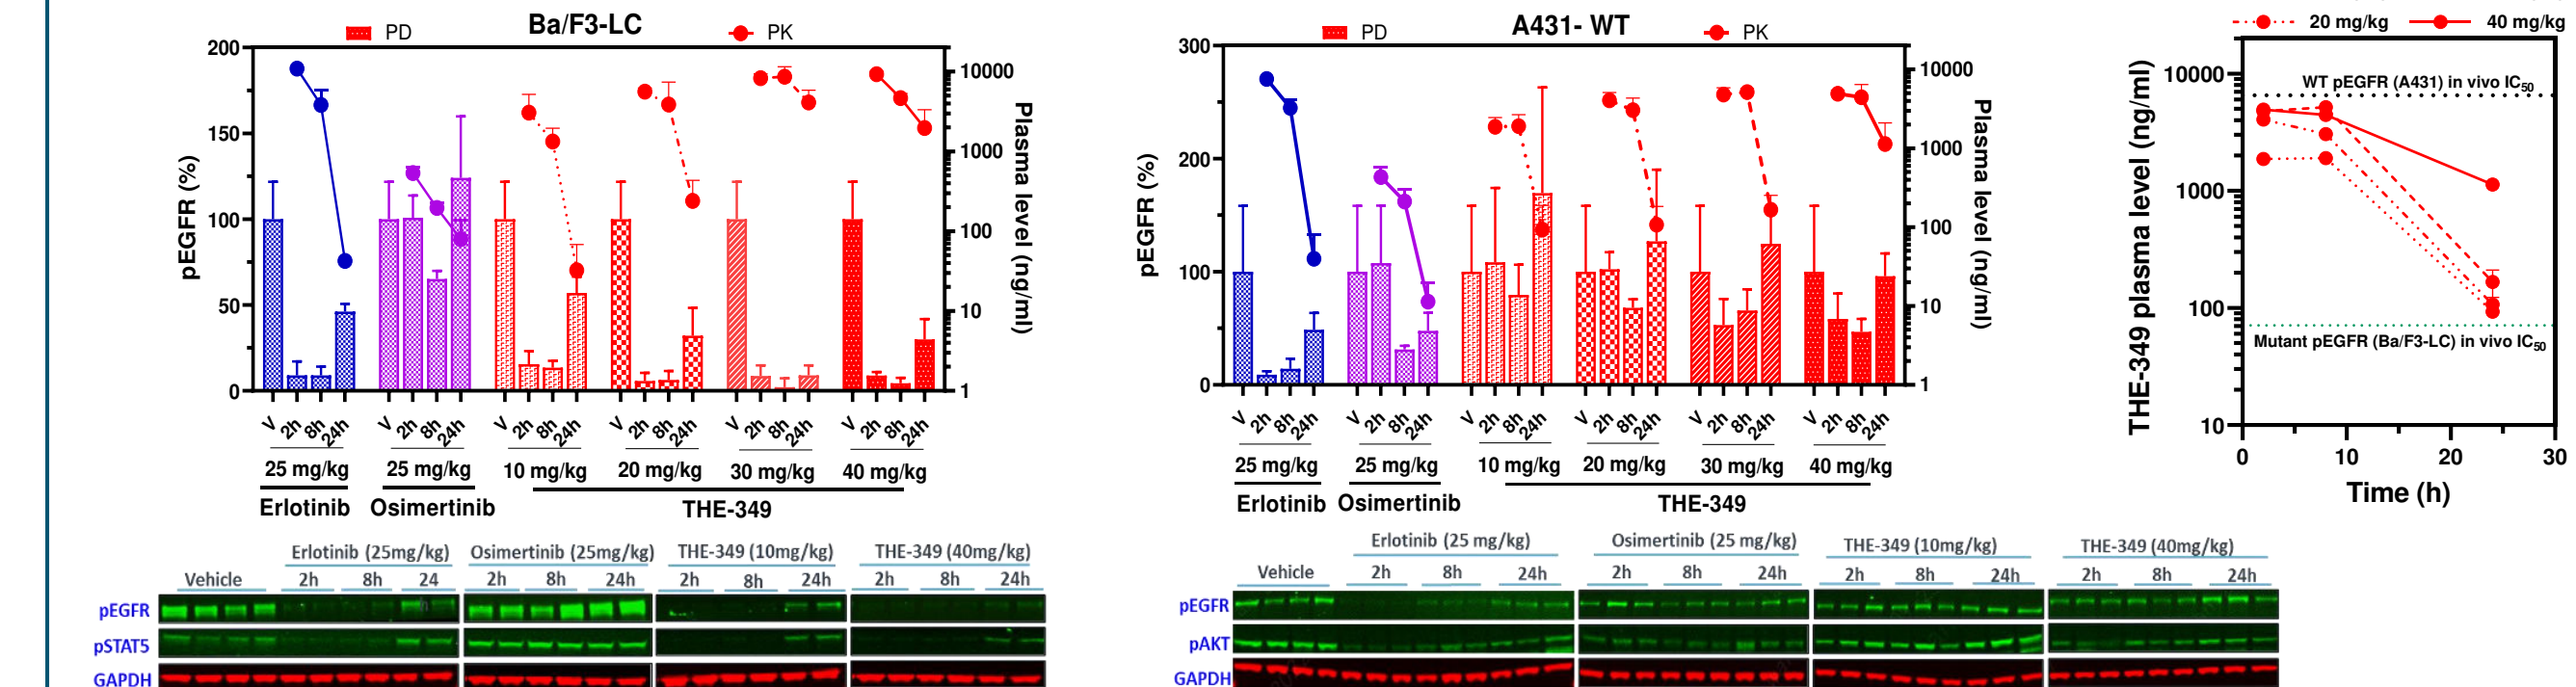 Ba/F3-LC
PD
PK
200
150
100
50
0
pEGFR (%)
10000
1000
100
10
1
Plasma level (ng/ml)
V 2h 8h 24h V 2h 8h 24h V 2h 8h 24h V 2h 8h 24h V 2h 8h 24h V 2h 8h 24h
25 mg/kg 25 mg/kg 10 mg/kg 20 mg/kg 30 mg/kg 40 mg/kg
Erlotinib Osimertinib THE-349
Erlotinib (25mg/kg) Osimertinib (25mg/kg) THE-349 (10mg/kg) THE-349 (40mg/kg)
Vehicle 2h 8h 24 2h 8h 24h 2h 8h 24h 2h 8h 24h
pEGFR
pSTAT5
GAPDH
A431- WT
PD
PK
300
200
100
0
pEGFR (%)
10000
1000
100
10
1
Plasma level (ng/ml)
V 2h 8h 24h V 2h 8h 24h V 2h 8h 24h V 2h 8h 24h V 2h 8h 24h V 2h 8h 24h
25 mg/kg 25 mg/kg 10 mg/kg 20 mg/kg 30 mg/kg 40 mg/kg
Erlotinib Osimertinib THE-349
Erlotinib (25 mg/kg) Osimertinib (25 mg/kg) THE-349 (10mg/kg) THE-349 (40mg/kg)
Vehicle 2h 8h 24h 2h 8h 24h 2h 8h 24h 2h 8h 24h
pEGFR
pAKT
GAPDH
20 mg/kg 40 mg/kg
THE-349 plasma level (ng/ml)
10000
1000
100
10
WT pEGFR (A431) in vivo IC50
Mutant pEGFR (Ba/F3-LC) in vivo IC50
0 10 20 30
Time (h)